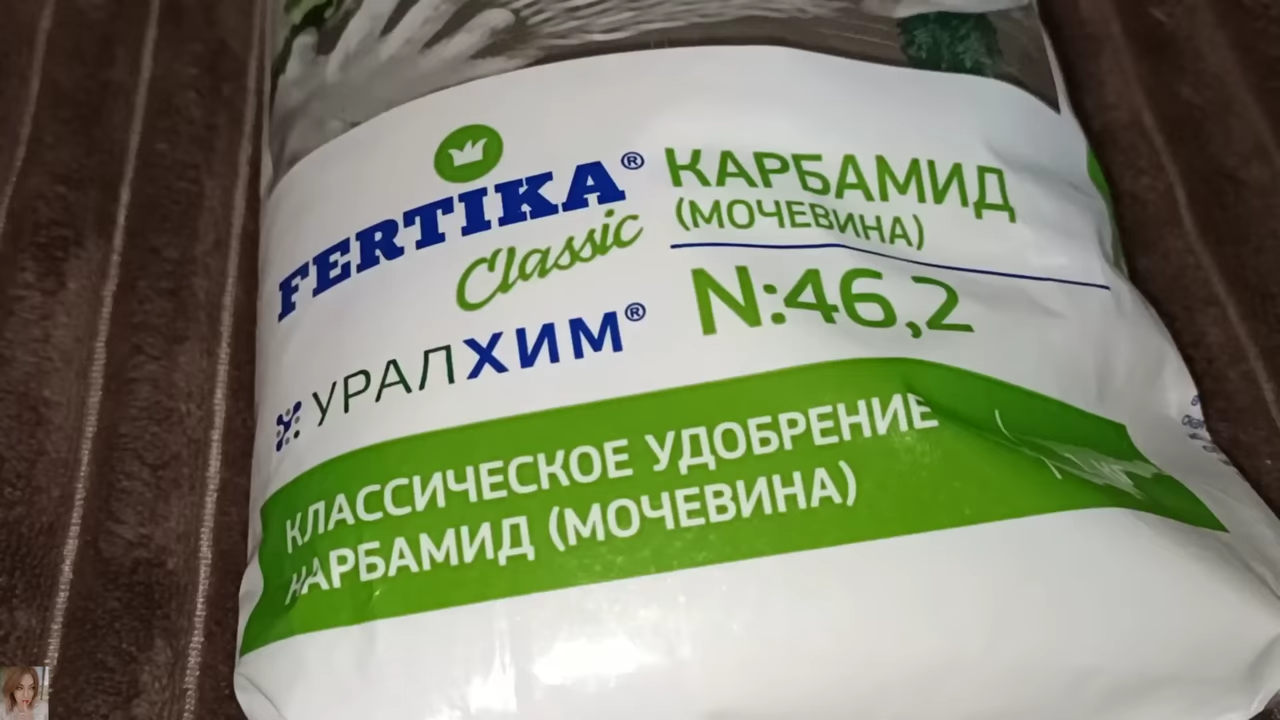 FERTIKA®
Classic
УРАЛХИМ®
КАРБАМИД
(МОЧЕВИНА)
N:46,2
КЛАССИЧЕСКОЕ УДОБРЕНИЕ
КАРБАМИД (МОЧЕВИНА)